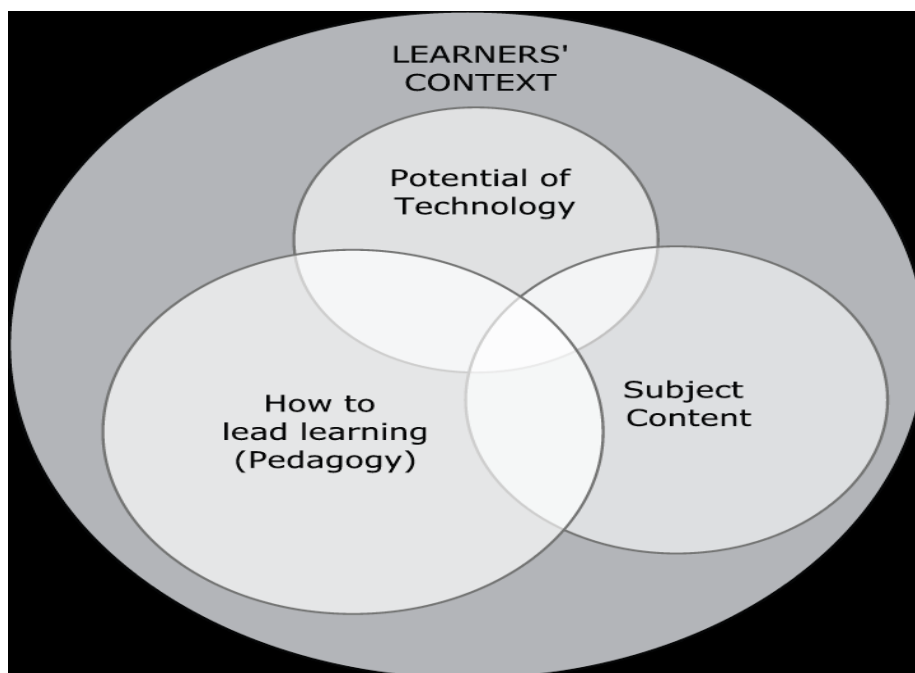 LEARNERS'
CONTEXT
Potential of
Technology
How to
lead learning
(Pedagogy)
Subject
Content